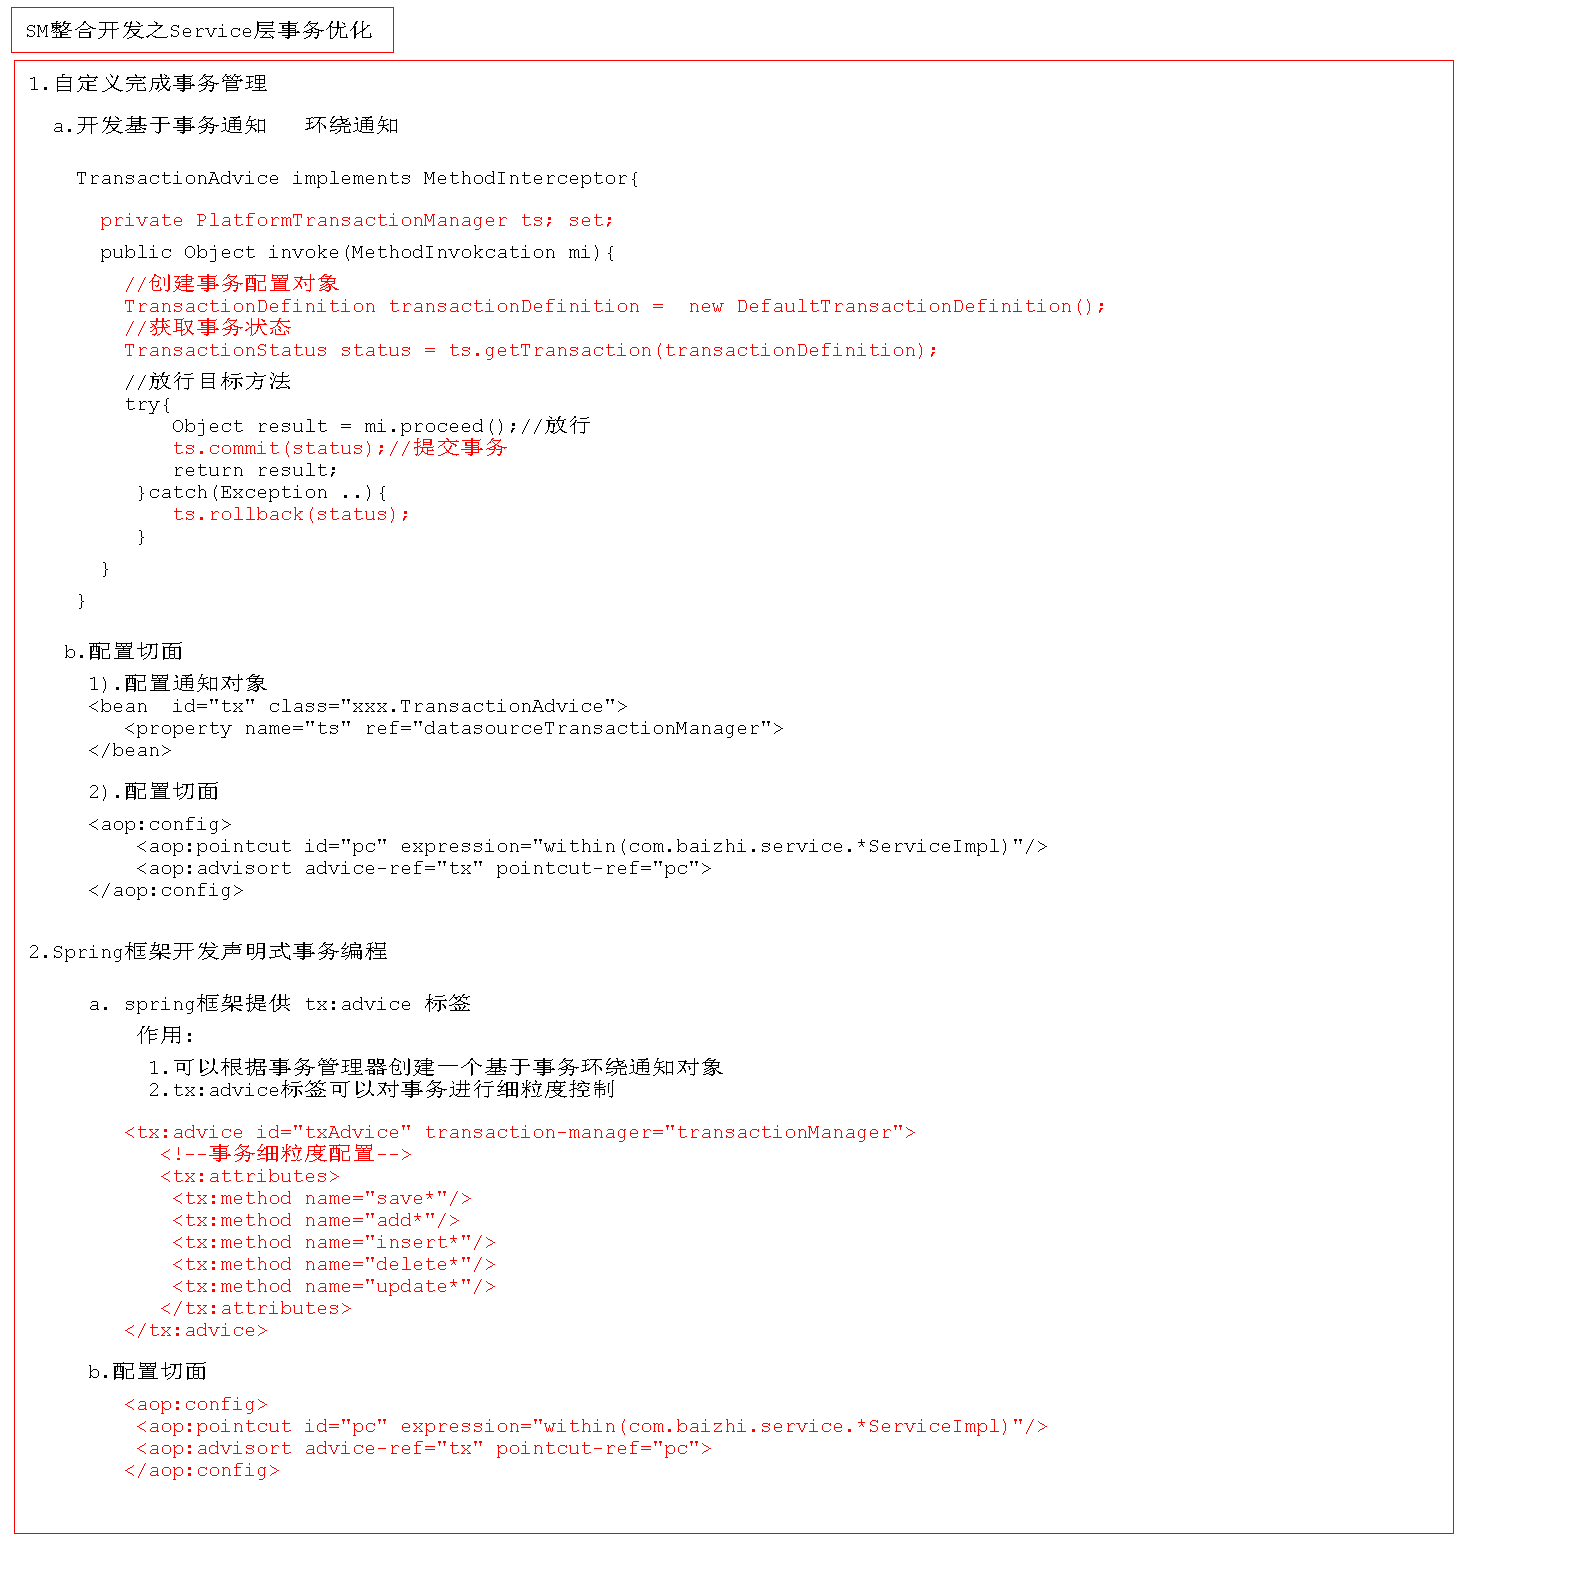 SM整合开发之Service层事务优化
1.自定义完成事务管理
a.开发基于事务通知   环绕通知
TransactionAdvice implements MethodInterceptor{
private PlatformTransactionManager ts; set;
public Object invoke(MethodInvokcation mi){
//创建事务配置对象
TransactionDefinition transactionDefinition =  new DefaultTransactionDefinition();
//获取事务状态
TransactionStatus status = ts.getTransaction(transactionDefinition);
//放行目标方法
try{
Object result = mi.proceed();//放行
ts.commit(status);//提交事务
return result;
}catch(Exception ..){
ts.rollback(status);
}
}
}
b.配置切面
1).配置通知对象
<bean  id="tx" class="xxx.TransactionAdvice">
<property name="ts" ref="datasourceTransactionManager">
</bean>
2).配置切面
<aop:config>
<aop:pointcut id="pc" expression="within(com.baizhi.service.*ServiceImpl)"/>
<aop:advisort advice-ref="tx" pointcut-ref="pc">
</aop:config>
2.Spring框架开发声明式事务编程
a. spring框架提供 tx:advice 标签
作用:
1.可以根据事务管理器创建一个基于事务环绕通知对象
2.tx:advice标签可以对事务进行细粒度控制
<tx:advice id="txAdvice" transaction-manager="transactionManager">
<!--事务细粒度配置-->
<tx:attributes>
<tx:method name="save*"/>
<tx:method name="add*"/>
<tx:method name="insert*"/>
<tx:method name="delete*"/>
<tx:method name="update*"/>
</tx:attributes>
</tx:advice>
b.配置切面
<aop:config>
<aop:pointcut id="pc" expression="within(com.baizhi.service.*ServiceImpl)"/>
<aop:advisort advice-ref="tx" pointcut-ref="pc">
</aop:config>